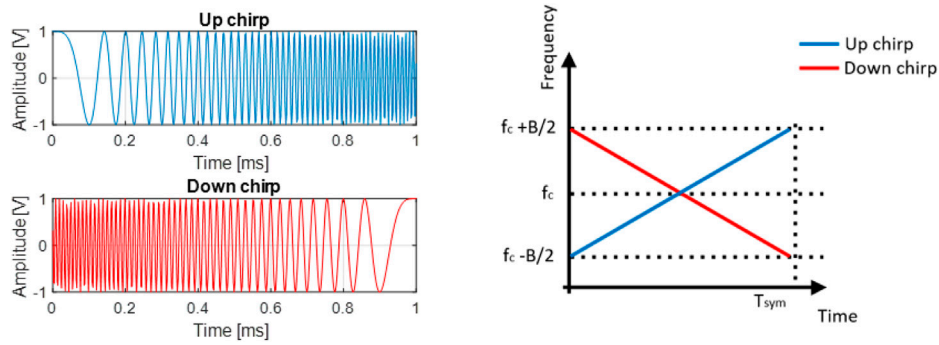 Up chirp
Amplitude [V]
1
0
-1
0 0.2 0.4 0.6 0.8 1
Time [ms]
Down chirp
Amplitude [V]
1
0
-1
0 0.2 0.4 0.6 0.8 1
Time [ms]
Frequency
Up chirp
Down chirp
fc +B/2
fc
fc -B/2
Tsym
Time